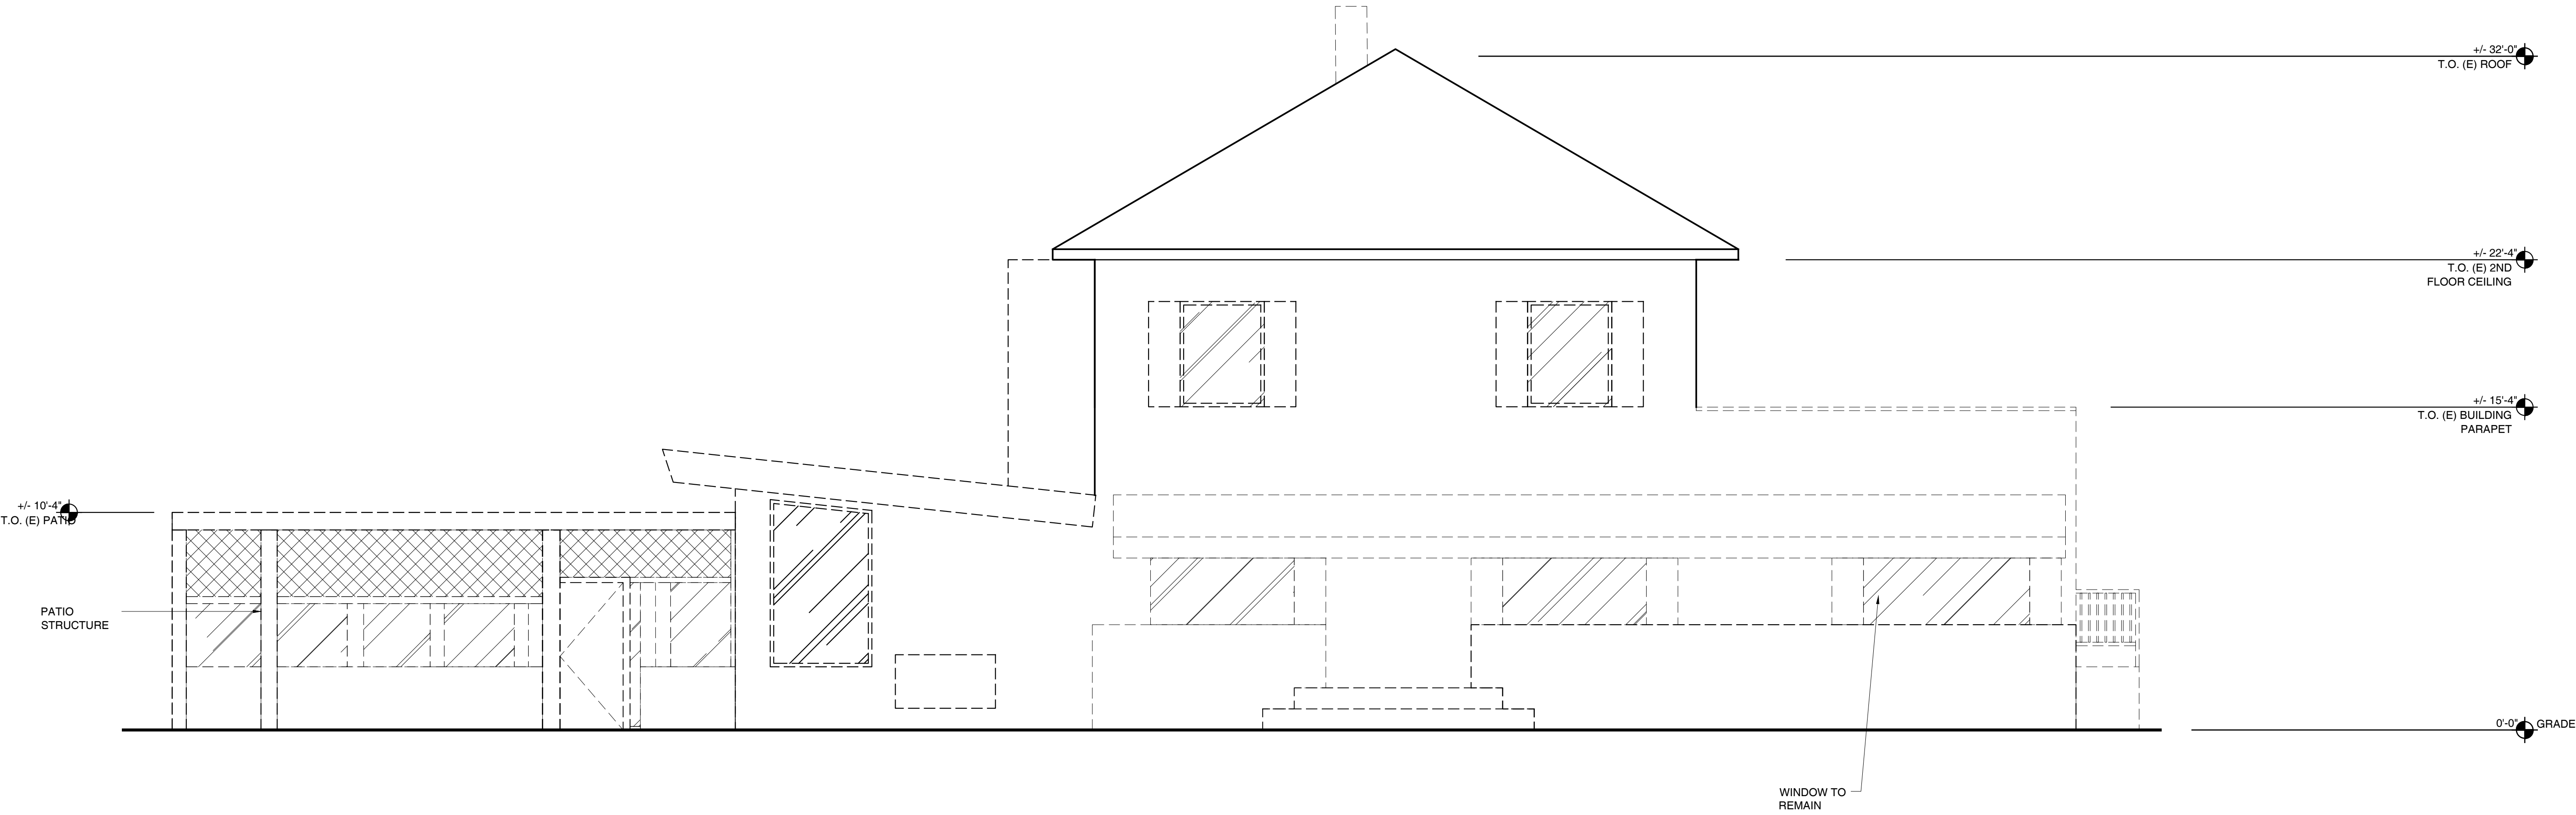 +/- 32'-0"
T.O. (E) ROOF
+/- 22'-4"
T.O. (E) 2ND
FLOOR CEILING
+/- 15'-4"
T.O. (E) BUILDING
PARAPET
+/- 10'-4"
T.O. (E) PATIO
PATIO
STRUCTURE
0'-0" GRADE
WINDOW TO
REMAIN